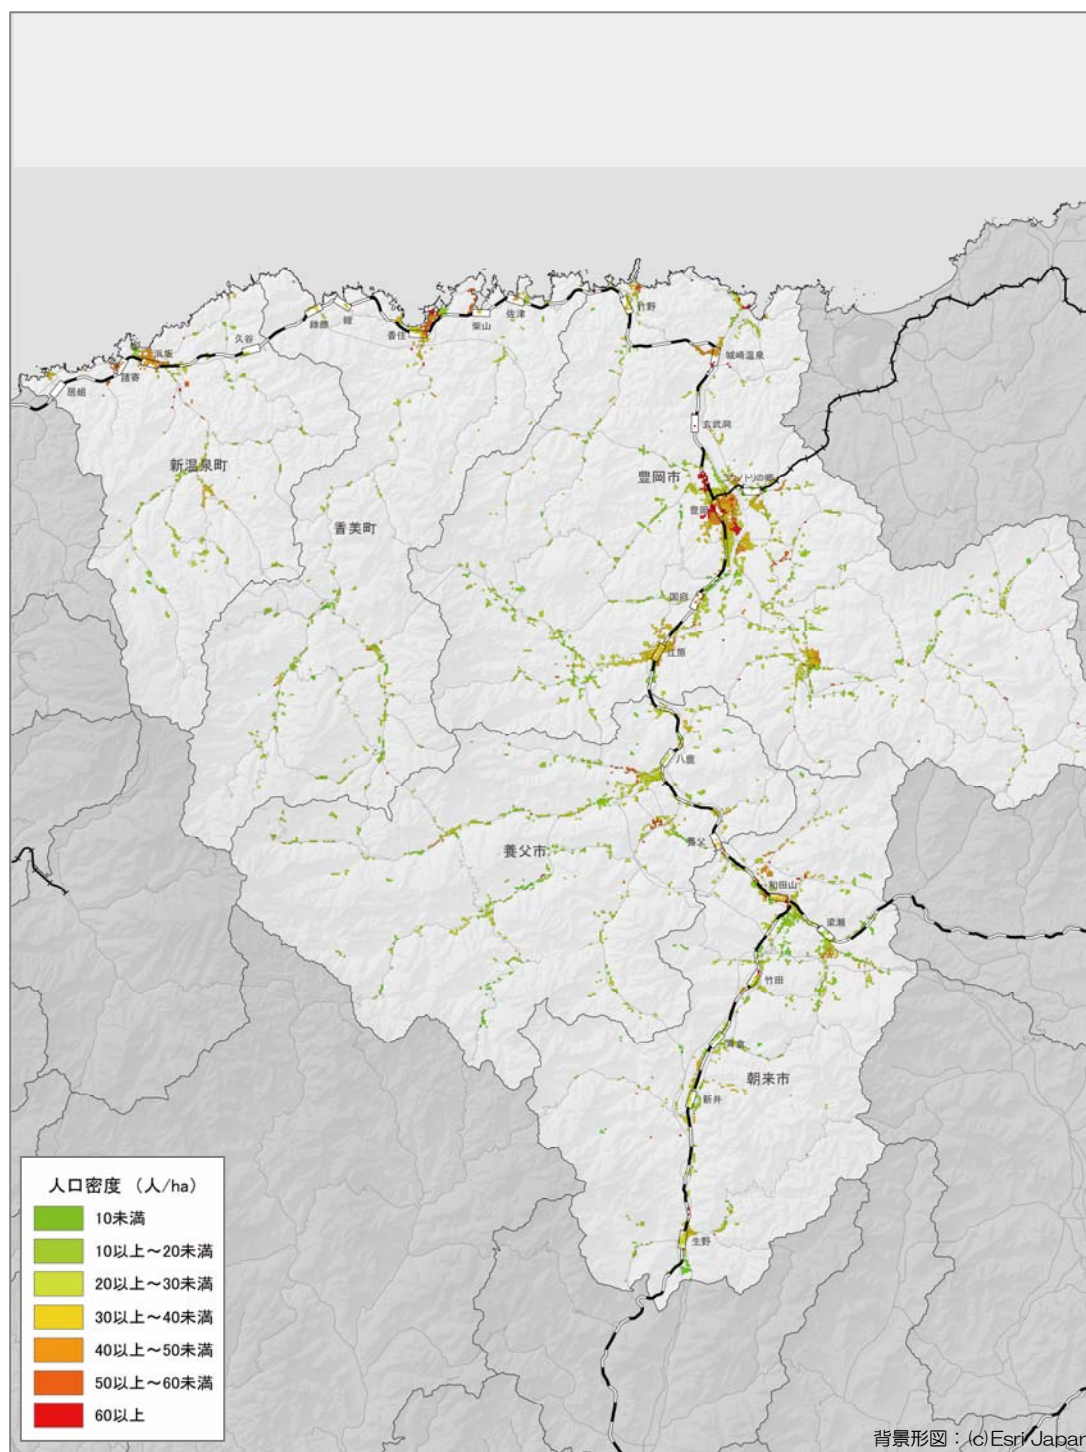 竹野
佐津
柴山
香住
鎧
餘部
久谷
浜坂
諸寄
居組
城崎温泉
玄武洞
新温泉町
香美町
豊岡市
コウノトリの郷
豊岡
国府
江原
八鹿
養父市
養父
和田山
梁瀬
竹田
青倉
朝来市
新井
生野
人口密度 (人/ha)
10未満
10以上～20未満
20以上～30未満
30以上～40未満
40以上～50未満
50以上～60未満
60以上
背景形図：(c)Esri Japan